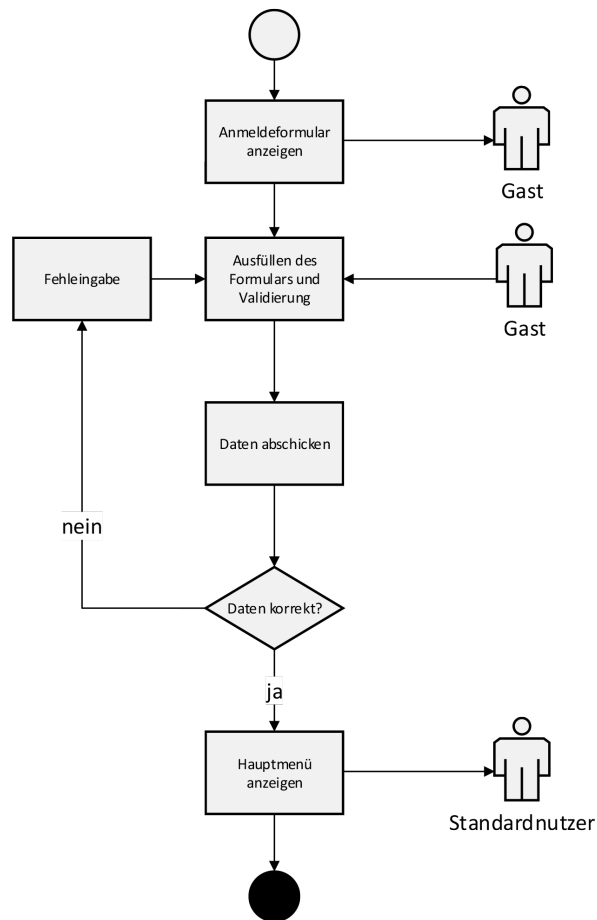 Anmeldeformular
anzeigen
Gast
Fehleingabe
Ausfüllen des
Formulars und
Validierung
Gast
Daten abschicken
nein
Daten korrekt?
ja
Hauptmenü
anzeigen
Standardnutzer